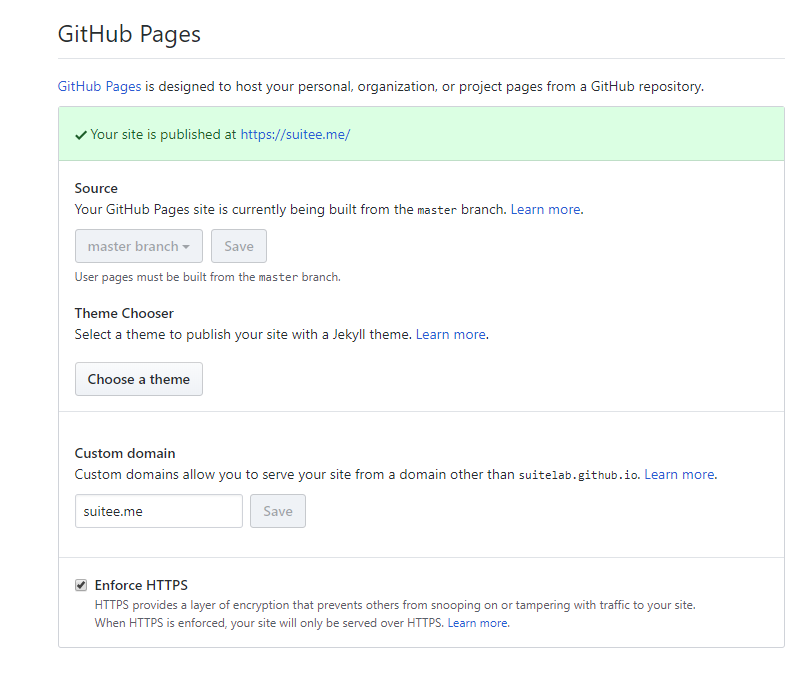 GitHub Pages
GitHub Pages is designed to host your personal, organization, or project pages from a GitHub repository.
Your site is published at https://suitee.me/
Source
Your GitHub Pages site is currently being built from the master branch. Learn more.
master branch Save
User pages must be built from the master branch.
Theme Chooser
Select a theme to publish your site with a Jekyll theme. Learn more.
Choose a theme
Custom domain
Custom domains allow you to serve your site from a domain other than suitelab.github.io. Learn more.
suitee.me Save
Enforce HTTPS
HTTPS provides a layer of encryption that prevents others from snooping on or tampering with traffic to your site.
When HTTPS is enforced, your site will only be served over HTTPS. Learn more.